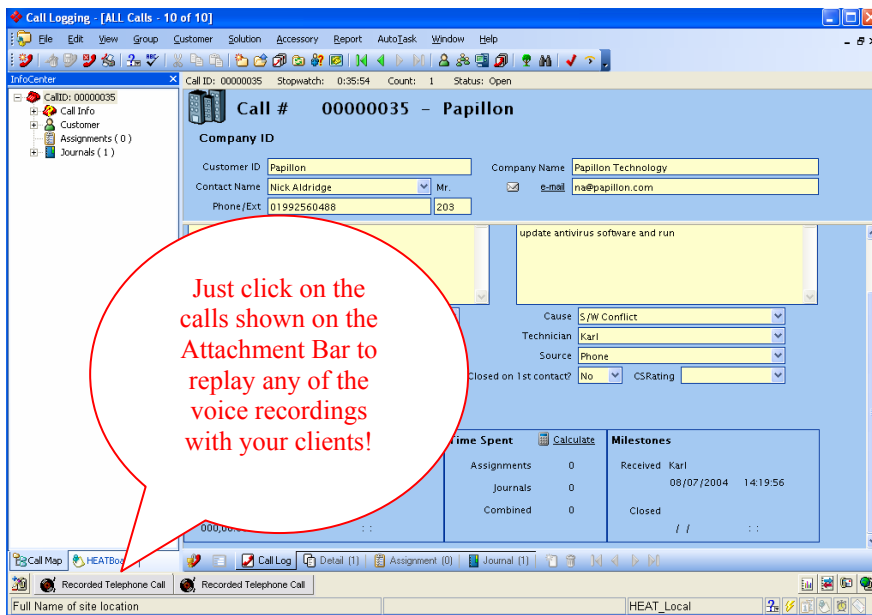 Call Logging - [ALL Calls - 10 of 10]
File Edit View Group Customer Solution Accessory Report AutoTask Window Help
InfoCenter
Call ID: 00000035 Stopwatch: 0:35:54 Count: 1 Status: Open
CallID: 00000035
Call Info
Customer
Assignments ( 0 )
Journals ( 1 )
Call # 00000035 – Papillon
Company ID
Customer ID Papillon
Company Name Papillon Technology
Contact Name Nick Aldridge Mr.
e-mail na@papillon.com
Phone/Ext 01992560488 203
update antivirus software and run
Just click on the
calls shown on the
Attachment Bar to
replay any of the
voice recordings
with your clients!
Cause S/W Conflict
Technician Karl
Source Phone
Closed on 1st contact? No CSRating
Time Spent Calculate
Assignments 0
Journals 0
Combined 0
Milestones
Received Karl
08/07/2004 14:19:56
Closed
/ / : :
: :
Call Map HEATBoa
Call Log Detail (1) Assignment (0) Journal (1)
Recorded Telephone Call Recorded Telephone Call
Full Name of site location
HEAT_Local